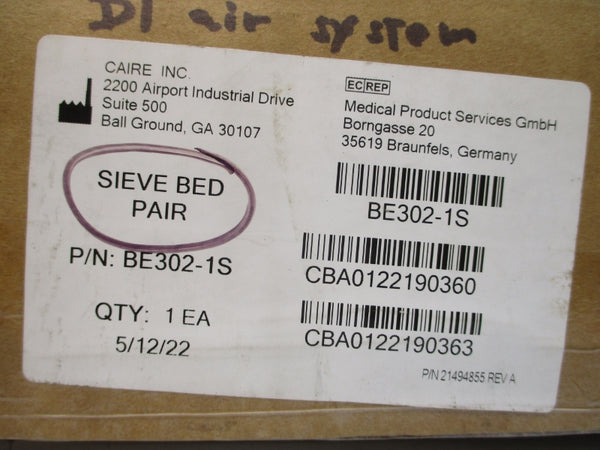 DI air system
CAIRE INC.
2200 Airport Industrial Drive
Suite 500
Ball Ground, GA 30107
SIEVE BED
PAIR
P/N: BE302-1S
QTY: 1 EA
5/12/22
EC REP
Medical Product Services GmbH
Borngasse 20
35619 Braunfels, Germany
BE302-1S
CBA0122190360
CBA0122190363
P/N 21494855 REV A